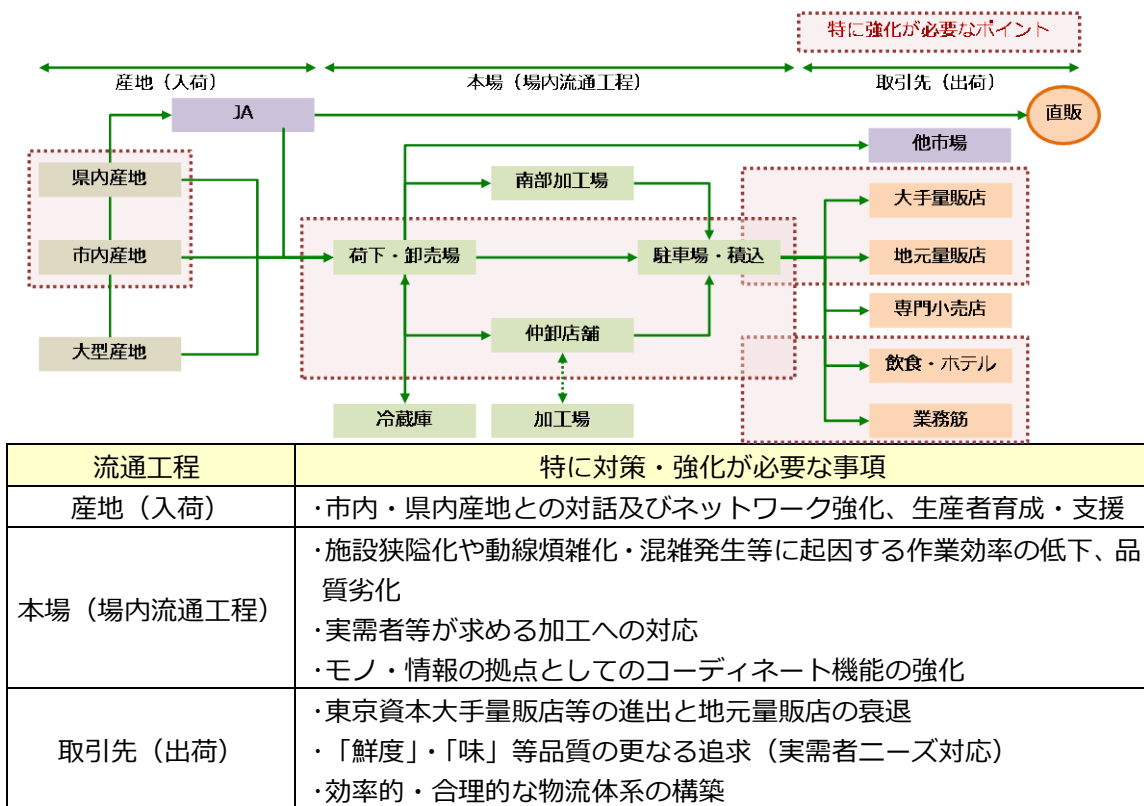 特に強化が必要なポイント
産地（入荷）
本場（場内流通工程）
取引先（出荷）
JA
直販
他市場
県内産地
南部加工場
大手量販店
市内産地
荷下・卸売場
駐車場・積込
地元量販店
専門小売店
大型産地
仲卸店舗
飲食・ホテル
冷蔵庫
加工場
業務筋
流通工程
特に対策・強化が必要な事項
産地（入荷）
・市内・県内産地との対話及びネットワーク強化、生産者育成・支援
本場（場内流通工程）
・施設狭隘化や動線煩雑化・混雑発生等に起因する作業効率の低下、品
質劣化
・実需者等が求める加工への対応
・モノ・情報の拠点としてのコーディネート機能の強化
取引先（出荷）
・東京資本大手量販店等の進出と地元量販店の衰退
・「鮮度」・「味」等品質の更なる追求（実需者ニーズ対応）
・効率的・合理的な物流体系の構築